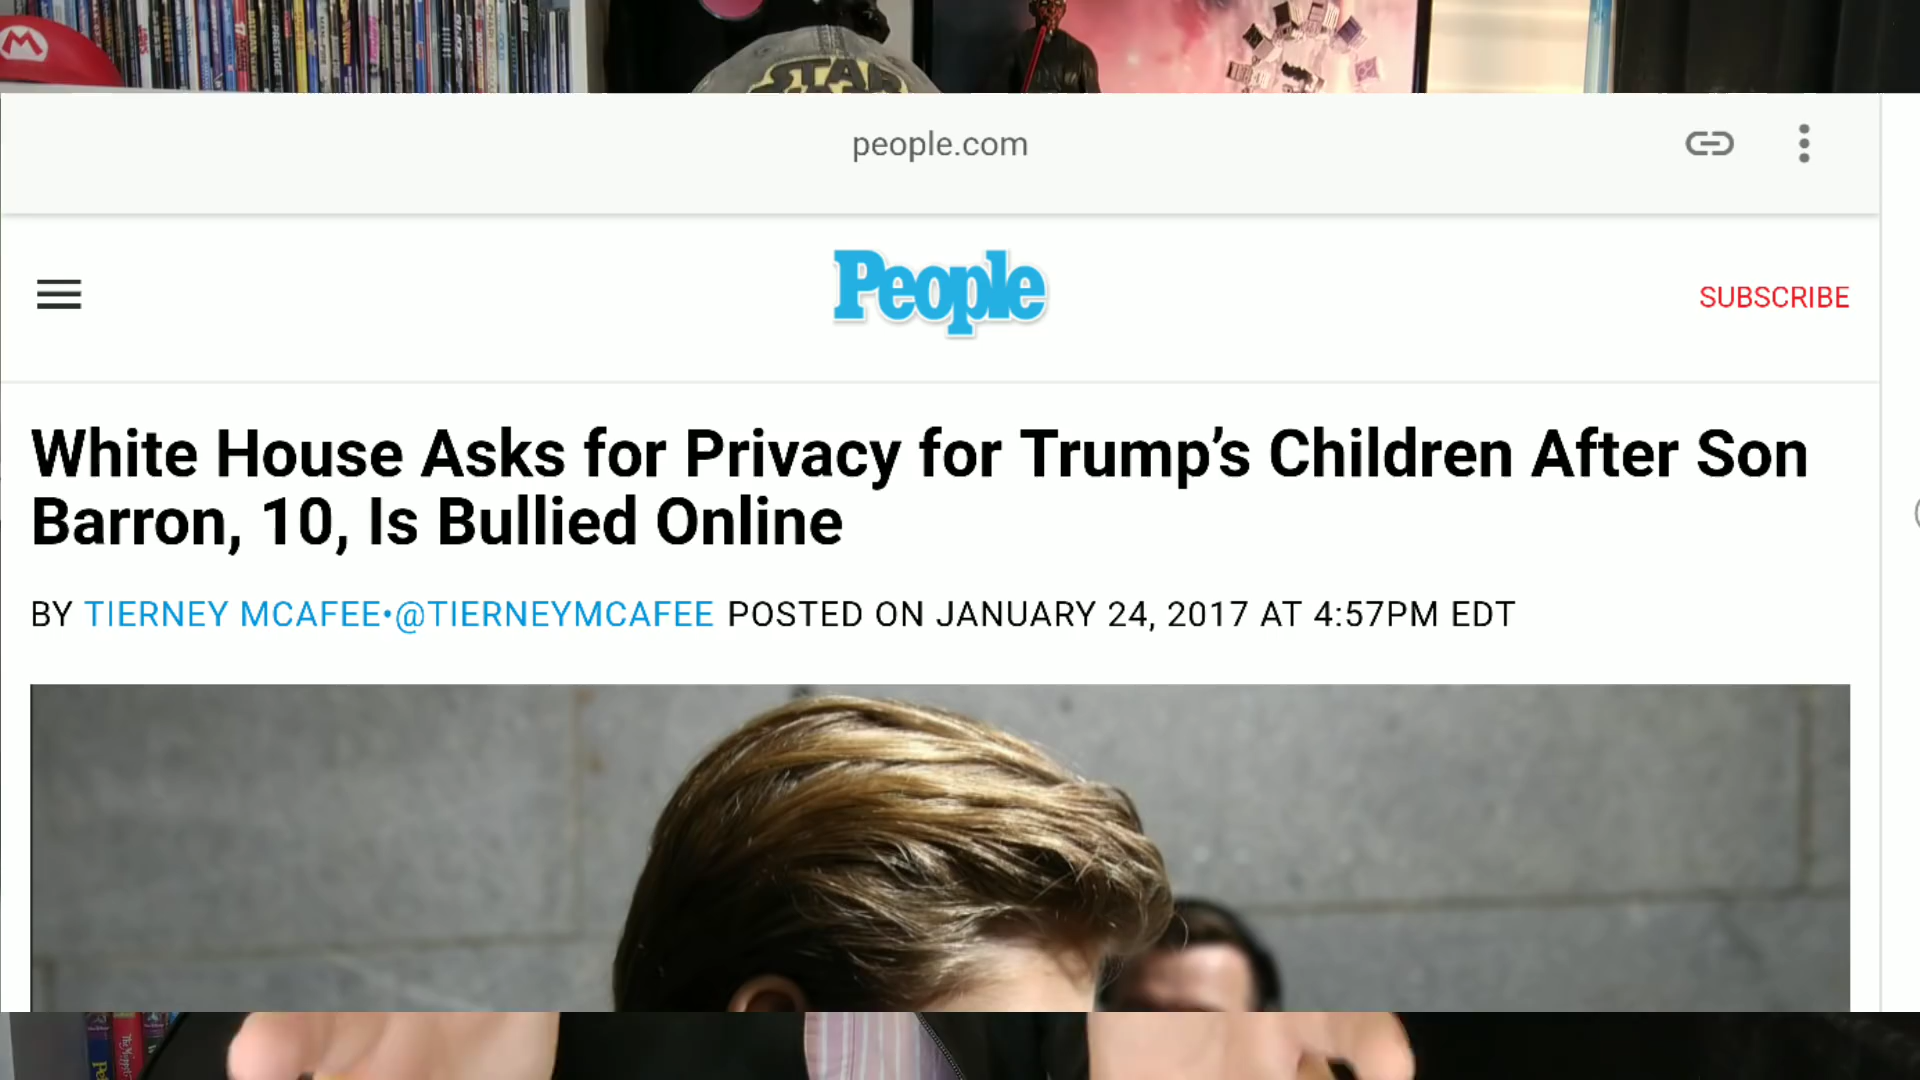 STAR
people.com
People
SUBSCRIBE
White House Asks for Privacy for Trump’s Children After Son
Barron, 10, Is Bullied Online
BY TIERNEY MCAFEE•@TIERNEYMCAFEE POSTED ON JANUARY 24, 2017 AT 4:57PM EDT